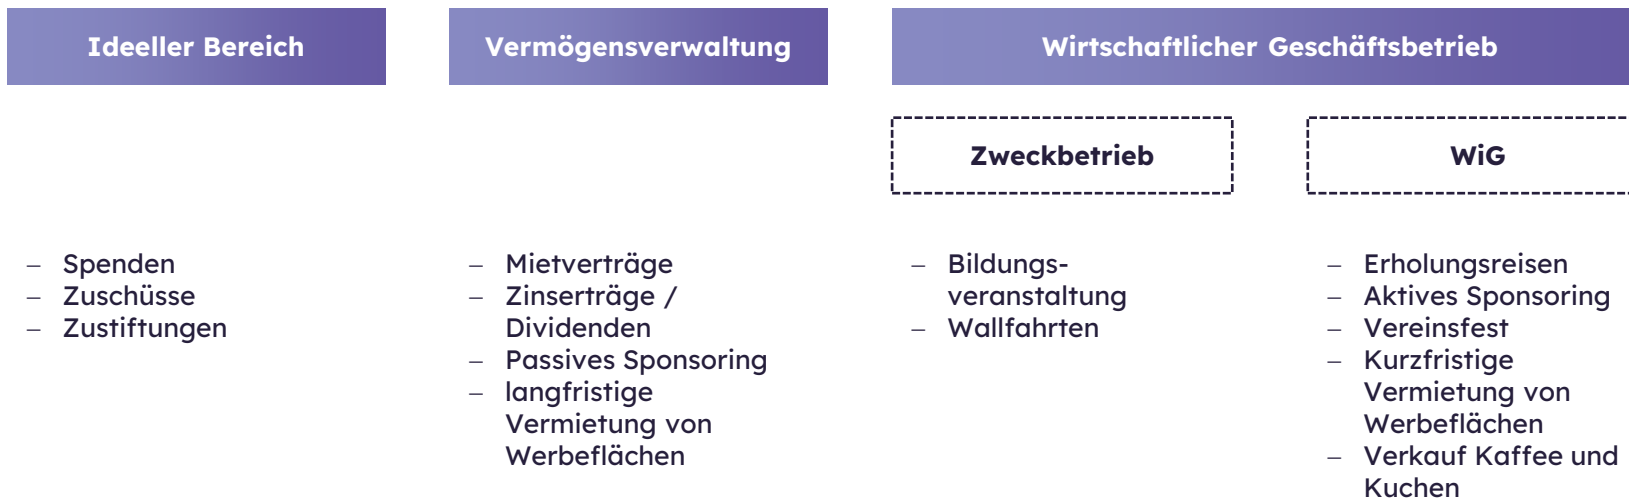 Ideeller Bereich
Vermögensverwaltung
Wirtschaftlicher Geschäftsbetrieb
Zweckbetrieb
WiG
– Spenden
– Zuschüsse
– Zustiftungen
– Mietverträge
– Zinserträge /
Dividenden
– Passives Sponsoring
– langfristige
Vermietung von
Werbeflächen
– Bildungs-
veranstaltung
– Wallfahrten
– Erholungsreisen
– Aktives Sponsoring
– Vereinsfest
– Kurzfristige
Vermietung von
Werbeflächen
– Verkauf Kaffee und
Kuchen